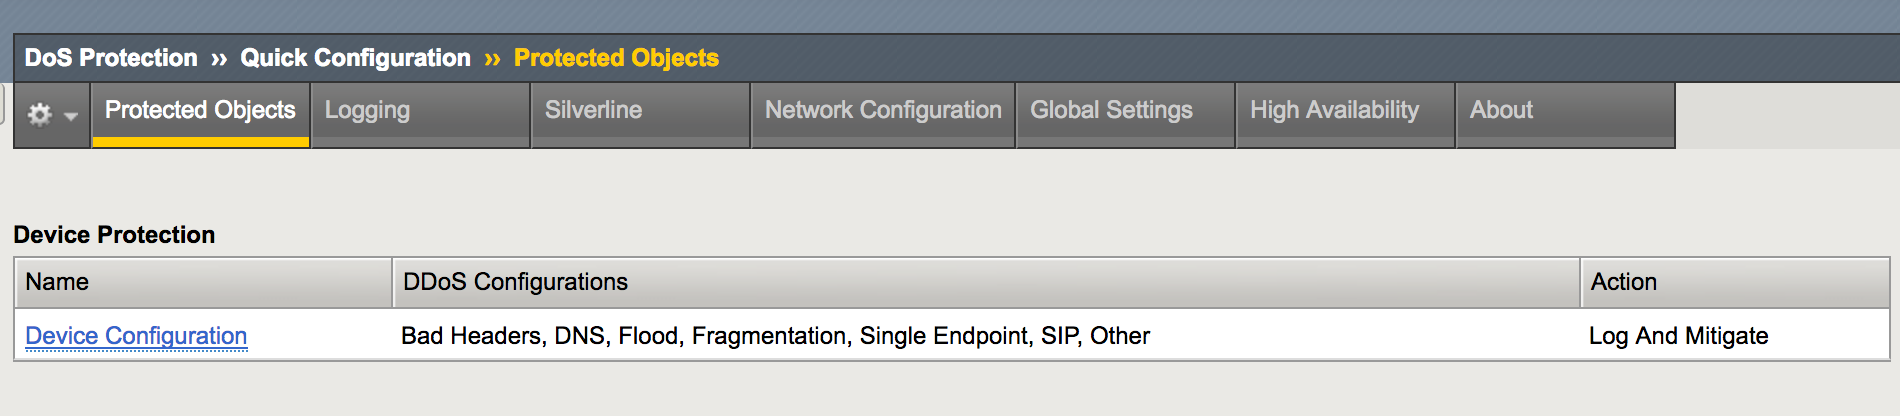 DoS Protection ›› Quick Configuration ›› Protected Objects
Protected Objects Logging Silverline Network Configuration Global Settings High Availability About
Device Protection
Name DDoS Configurations Action
Device Configuration Bad Headers, DNS, Flood, Fragmentation, Single Endpoint, SIP, Other Log And Mitigate